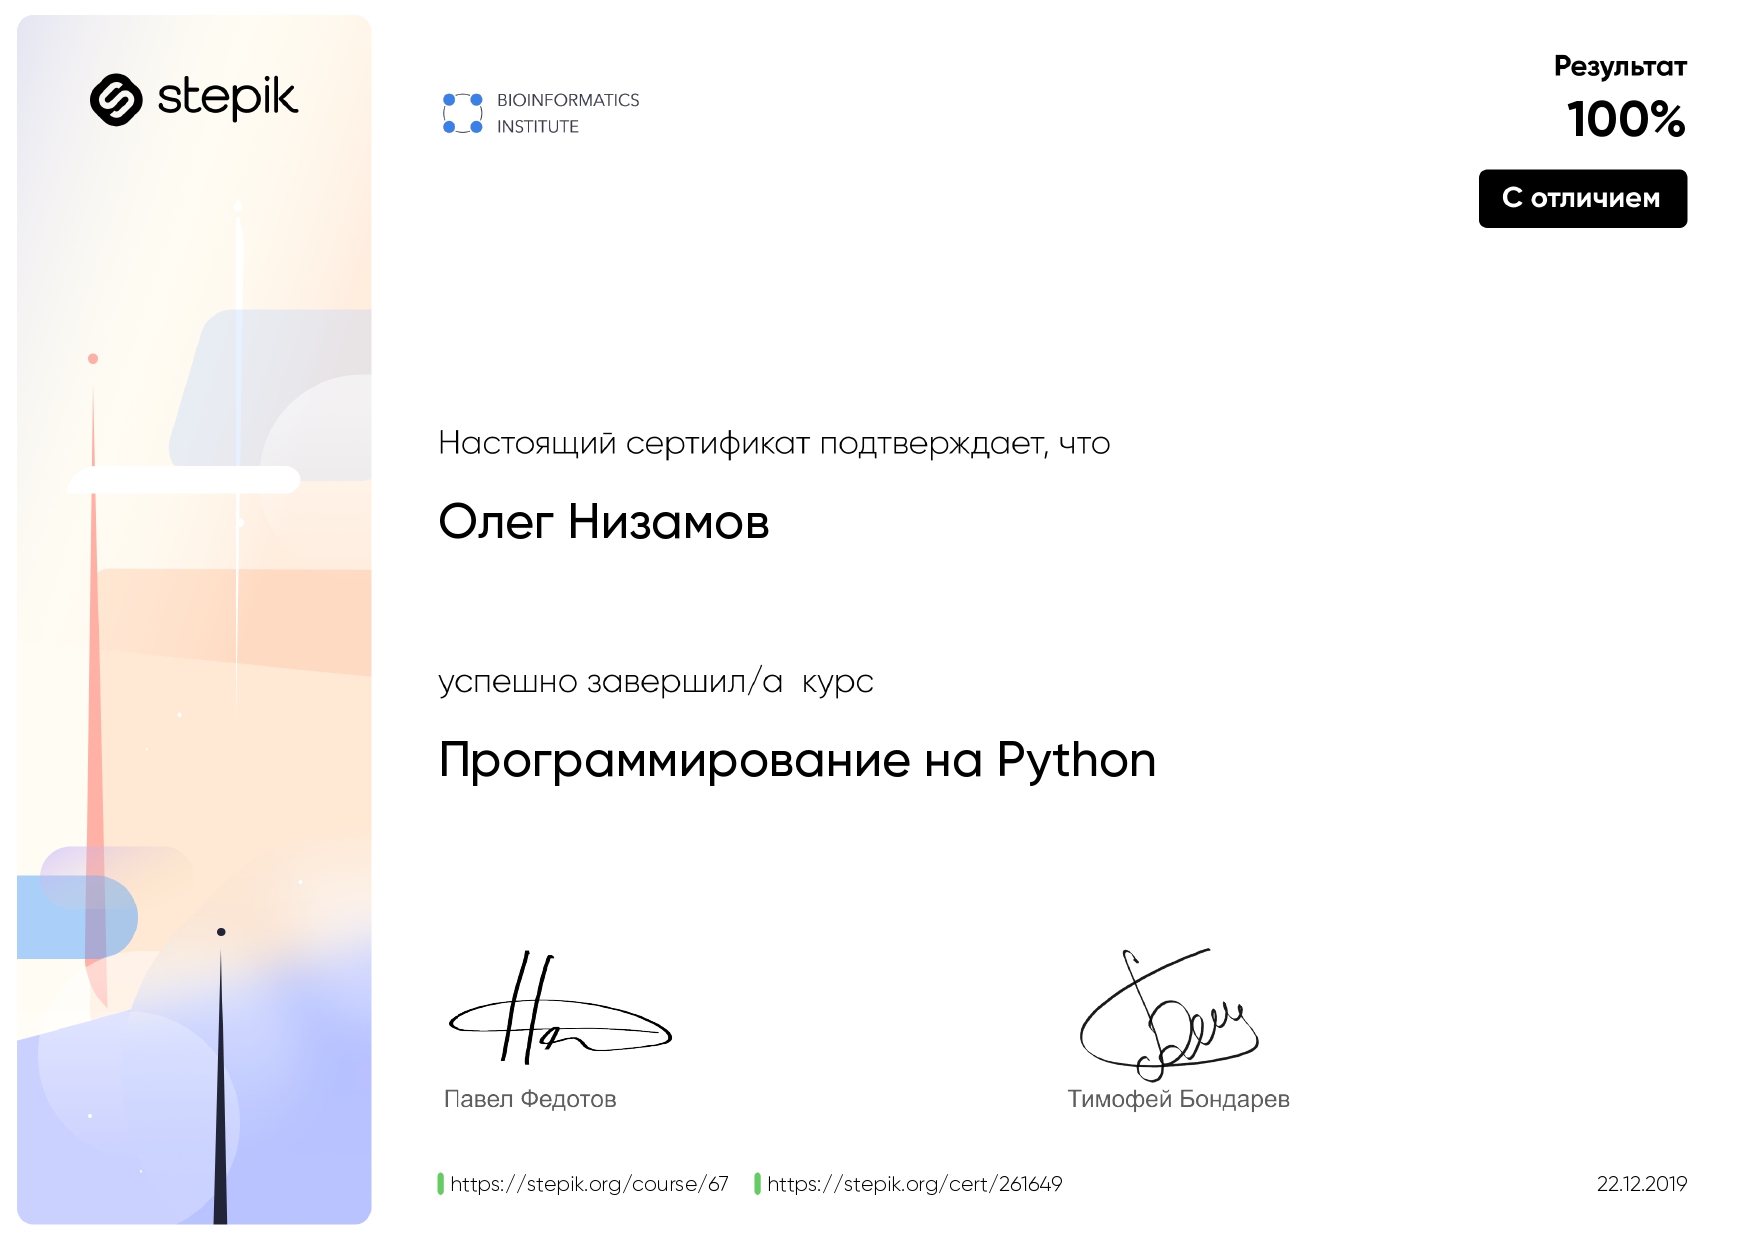 stepik
BIOINFORMATICS
INSTITUTE
Результат
100%
С отличием
Настоящий сертификат подтверждает, что
Олег Низамов
успешно завершил/а курс
Программирование на Python
Павел Федотов
Тимофей Бондарев
https://stepik.org/course/67
https://stepik.org/cert/261649
22.12.2019